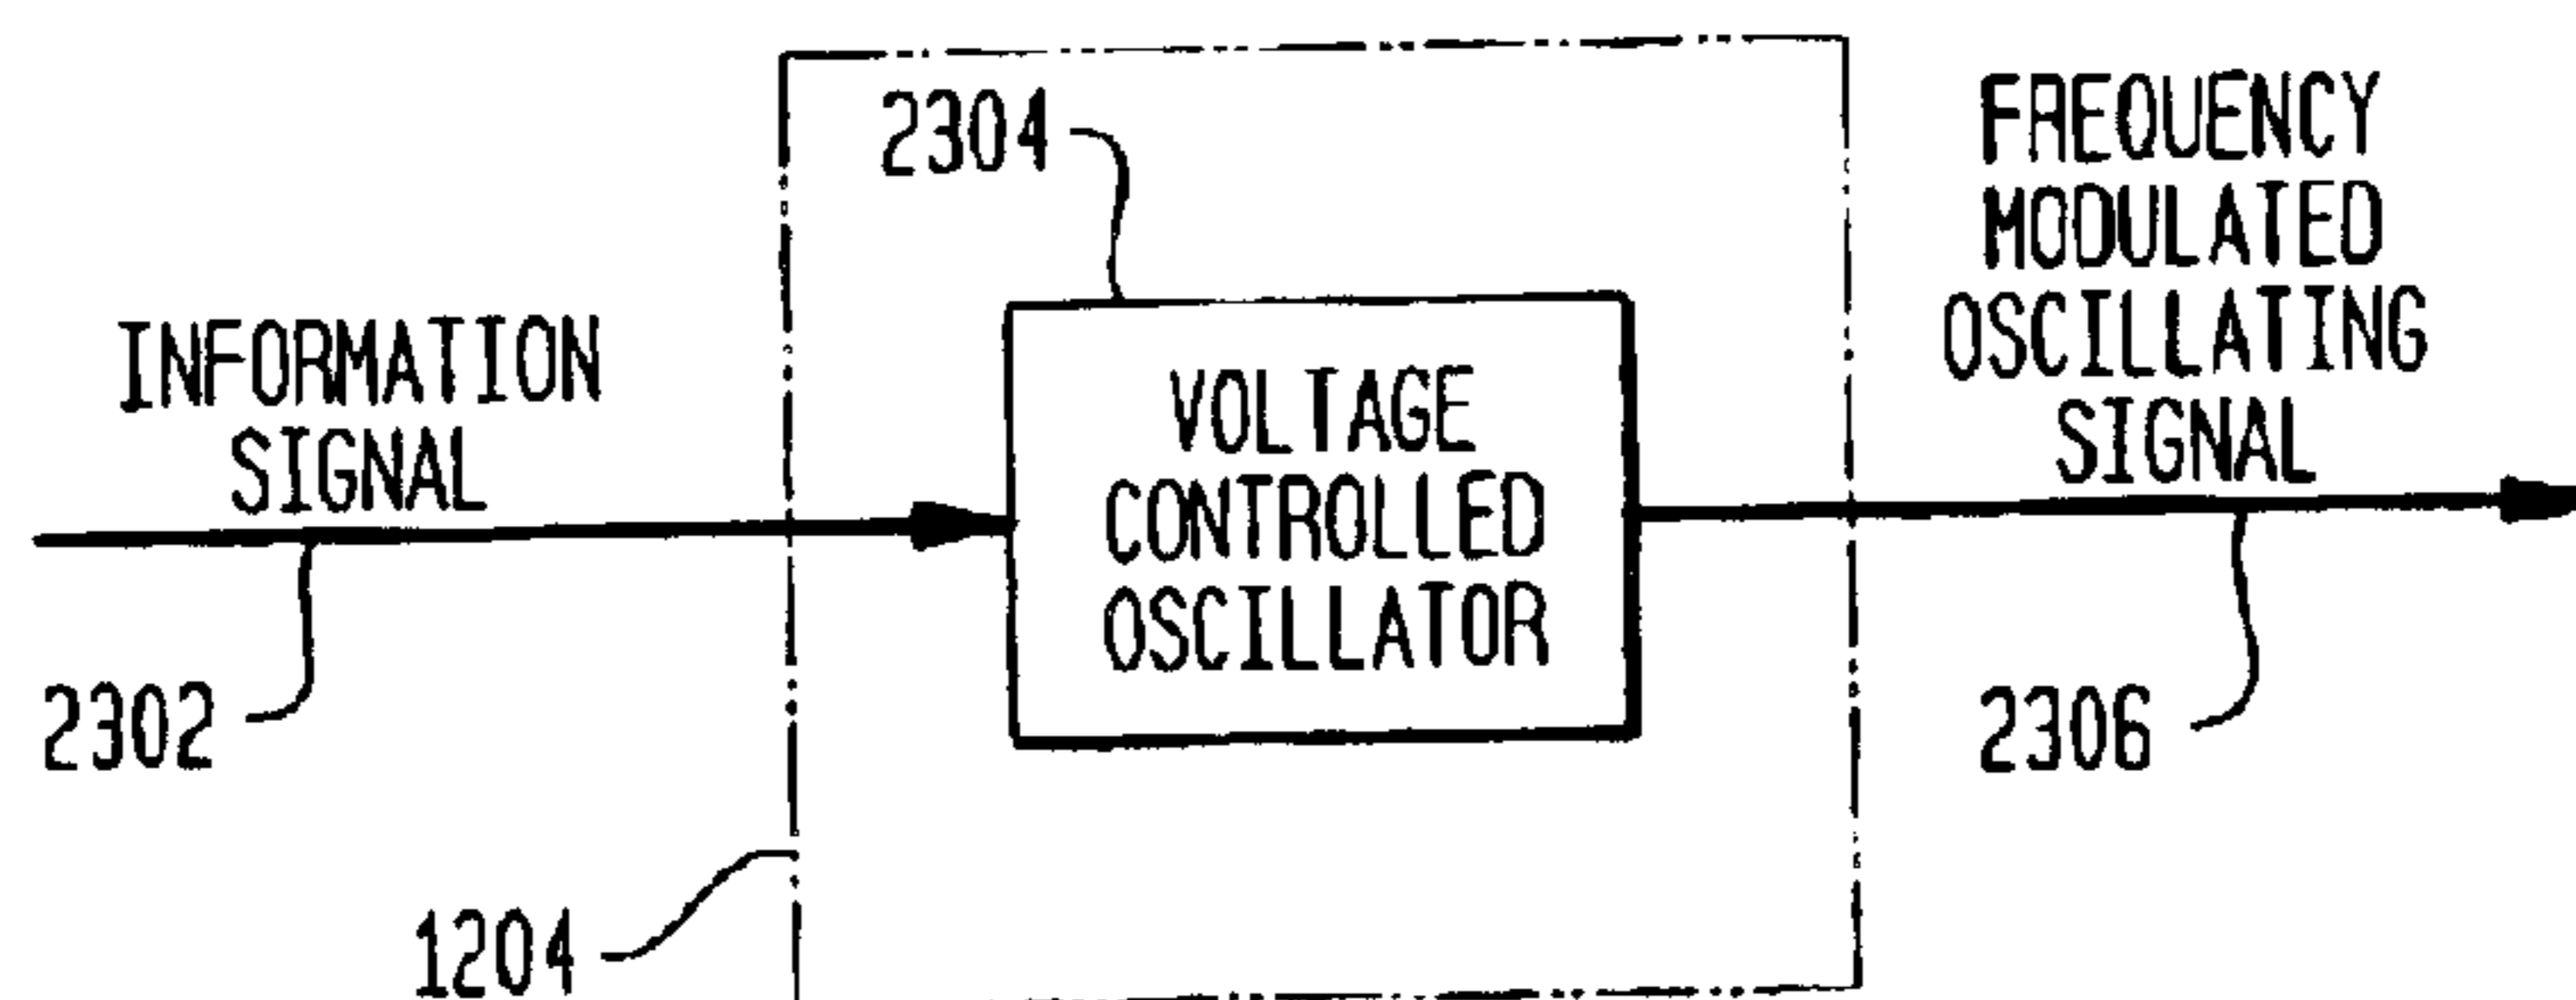 2304
FREQUENCY
MODULATED
OSCILLATING
SIGNAL
INFORMATION
SIGNAL
VOLTAGE
CONTROLLED
OSCILLATOR
2302
2306
1204